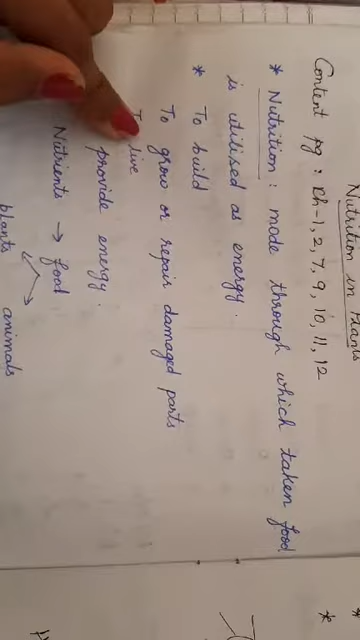 Nutrition in Plants
Content pg : Ch-1, 2, 7, 9, 10, 11, 12
* Nutrition : mode through which taken food
is utilised as energy.
* To build
To grow or repair damaged parts
To live
provide energy.
Nutrients → food
plants animals